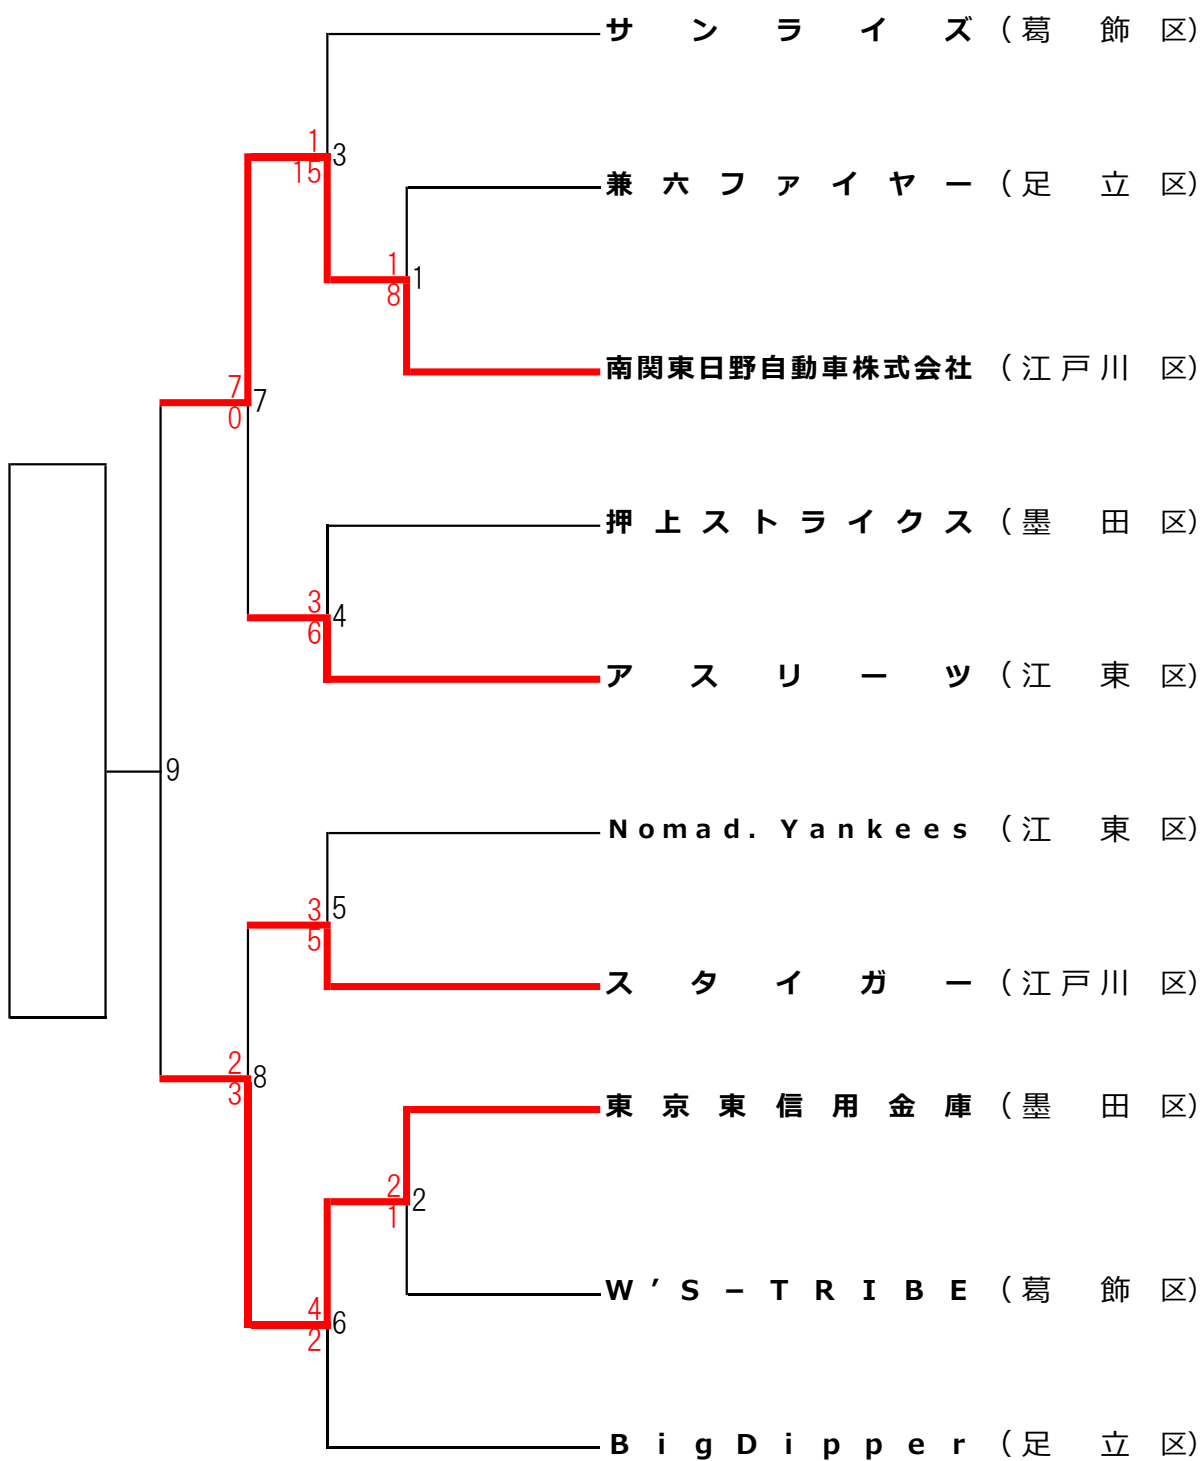 サンライズ（葛飾区）
1
15
3
兼六ファイヤー（足立区）
1
8
1
南関東日野自動車株式会社（江戸川区）
7
0
7
押上ストライクス（墨田区）
3
6
4
アスリーツ（江東区）
9
Nomad. Yankees（江東区）
3
5
5
スタイガー（江戸川区）
2
3
8
東京東信用金庫（墨田区）
2
1
2
W'S－TRIBE（葛飾区）
4
2
6
BigDipper（足立区）